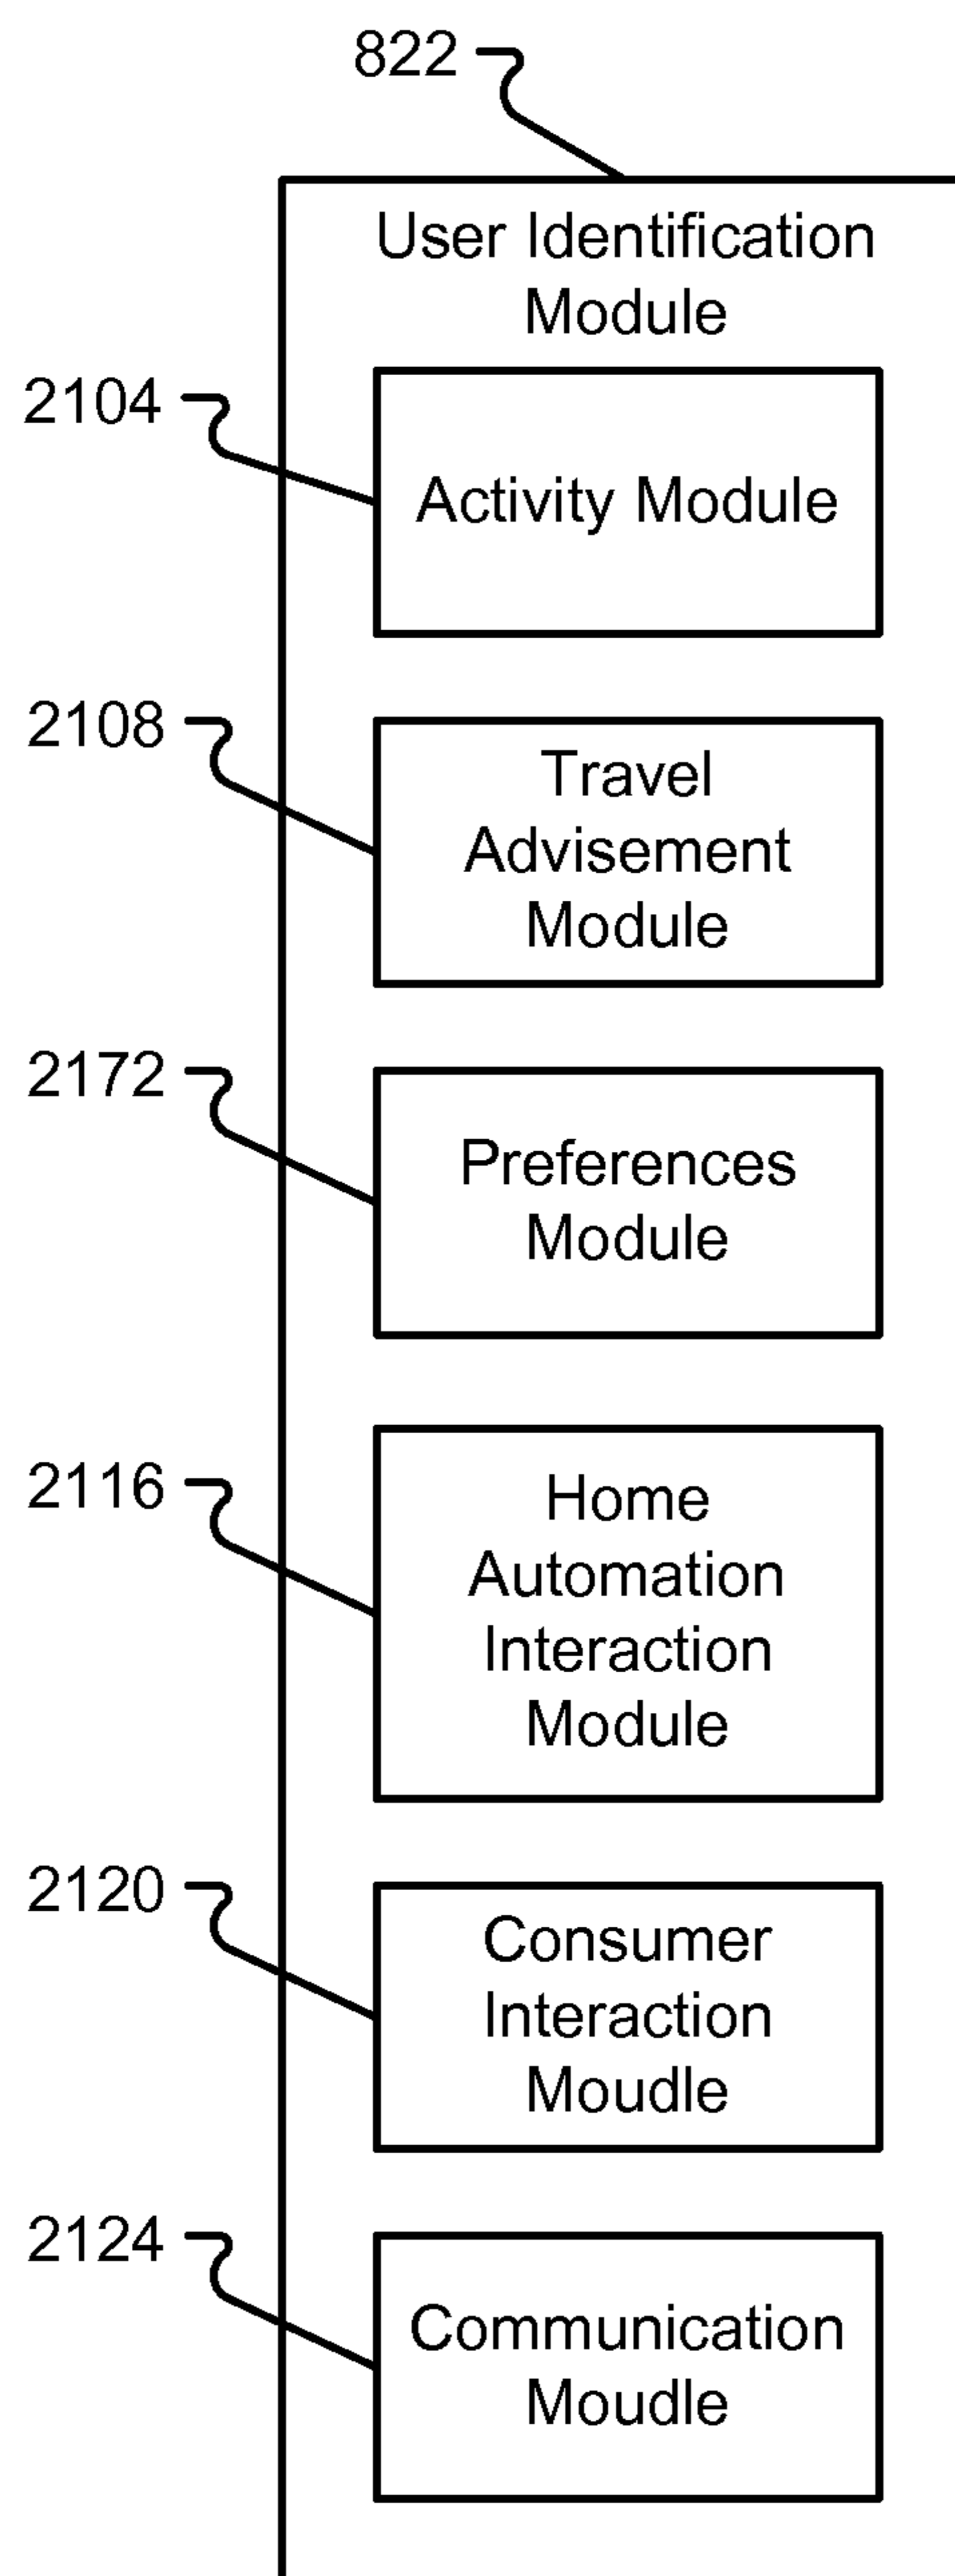 822
User Identification
Module
2104
Activity Module
2108
Travel
Advisement
Module
2172
Preferences
Module
2116
Home
Automation
Interaction
Module
2120
Consumer
Interaction
Moudle
2124
Communication
Moudle